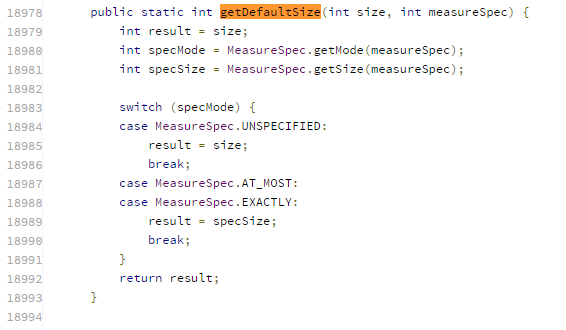 18978 public static int getDefaultSize(int size, int measureSpec) {
18979 int result = size;
18980 int specMode = MeasureSpec.getMode(measureSpec);
18981 int specSize = MeasureSpec.getSize(measureSpec);
18982
18983 switch (specMode) {
18984 case MeasureSpec.UNSPECIFIED:
18985 result = size;
18986 break;
18987 case MeasureSpec.AT_MOST:
18988 case MeasureSpec.EXACTLY:
18989 result = specSize;
18990 break;
18991 }
18992 return result;
18993 }
18994